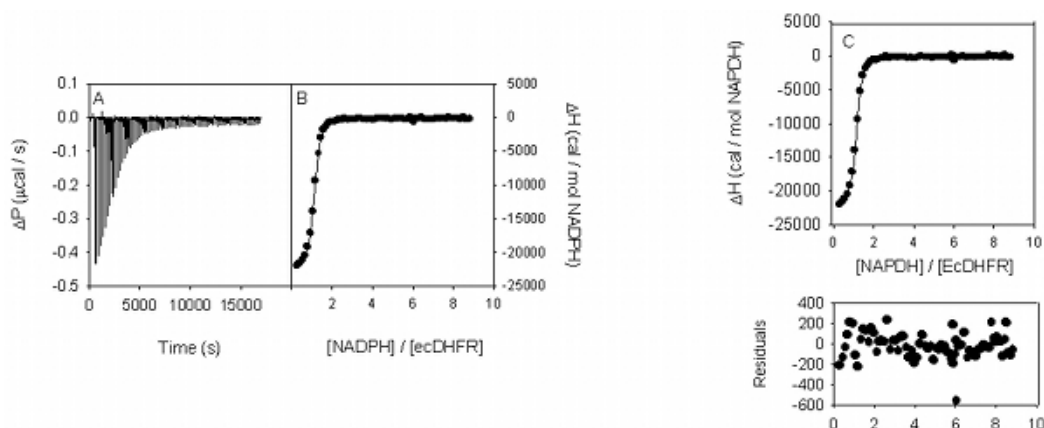 A
0.1
0.0
-0.1
-0.2
-0.3
-0.4
-0.5
ΔP (μcal / s)
0 5000 10000 15000
Time (s)
B
5000
0
-5000
-10000
-15000
-20000
-25000
ΔH (cal / mol NADPH)
2 4 6 8 10
[NADPH] / [ecDHFR]
C
5000
0
-5000
-10000
-15000
-20000
-25000
ΔH (cal / mol NAPDH)
0 2 4 6 8 10
[NAPDH] / [EcDHFR]
400
200
0
-200
-400
-600
Residuals
0 2 4 6 8 10